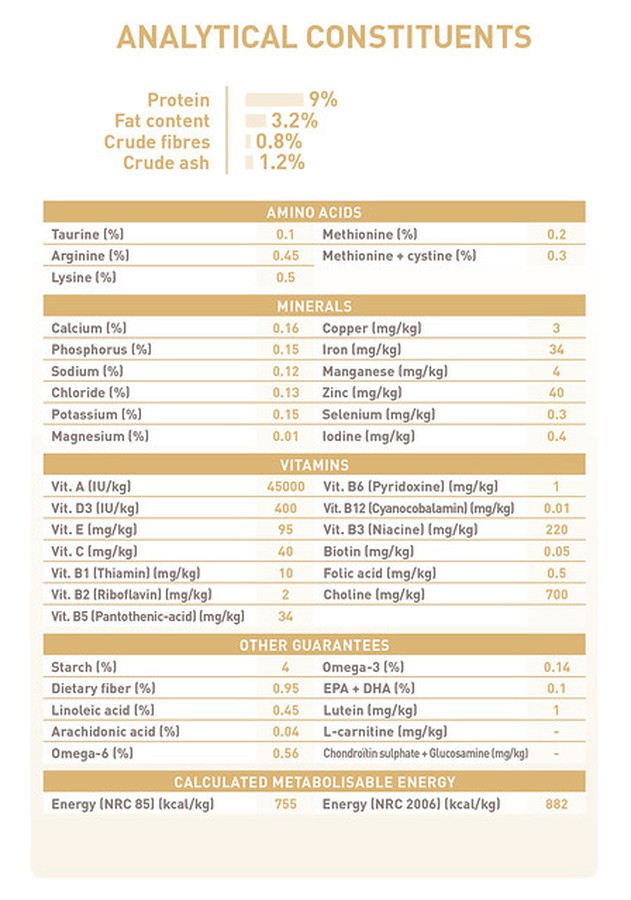 ANALYTICAL CONSTITUENTS
Protein 9%
Fat content 3.2%
Crude fibres 0.8%
Crude ash 1.2%
AMINO ACIDS
Taurine (%) 0.1 Methionine (%) 0.2
Arginine (%) 0.45 Methionine + cystine (%) 0.3
Lysine (%) 0.5
MINERALS
Calcium (%) 0.16 Copper (mg/kg) 3
Phosphorus (%) 0.15 Iron (mg/kg) 34
Sodium (%) 0.12 Manganese (mg/kg) 4
Chloride (%) 0.13 Zinc (mg/kg) 40
Potassium (%) 0.15 Selenium (mg/kg) 0.3
Magnesium (%) 0.01 Iodine (mg/kg) 0.4
VITAMINS
Vit. A (IU/kg) 45000 Vit. B6 (Pyridoxine) (mg/kg) 1
Vit. D3 (IU/kg) 400 Vit. B12 (Cyanocobalamin) (mg/kg) 0.01
Vit. E (mg/kg) 95 Vit. B3 (Niacine) (mg/kg) 220
Vit. C (mg/kg) 40 Biotin (mg/kg) 0.05
Vit. B1 (Thiamin) (mg/kg) 10 Folic acid (mg/kg) 0.5
Vit. B2 (Riboflavin) (mg/kg) 2 Choline (mg/kg) 700
Vit. B5 (Pantothenic-acid) (mg/kg) 34
OTHER GUARANTEES
Starch (%) 4 Omega-3 (%) 0.14
Dietary fiber (%) 0.95 EPA + DHA (%) 0.1
Linoleic acid (%) 0.45 Lutein (mg/kg) 1
Arachidonic acid (%) 0.04 L-carnitine (mg/kg) -
Omega-6 (%) 0.56 Chondroïtin sulphate + Glucosamine (mg/kg) -
CALCULATED METABOLISABLE ENERGY
Energy (NRC 85) (kcal/kg) 755 Energy (NRC 2006) (kcal/kg) 882